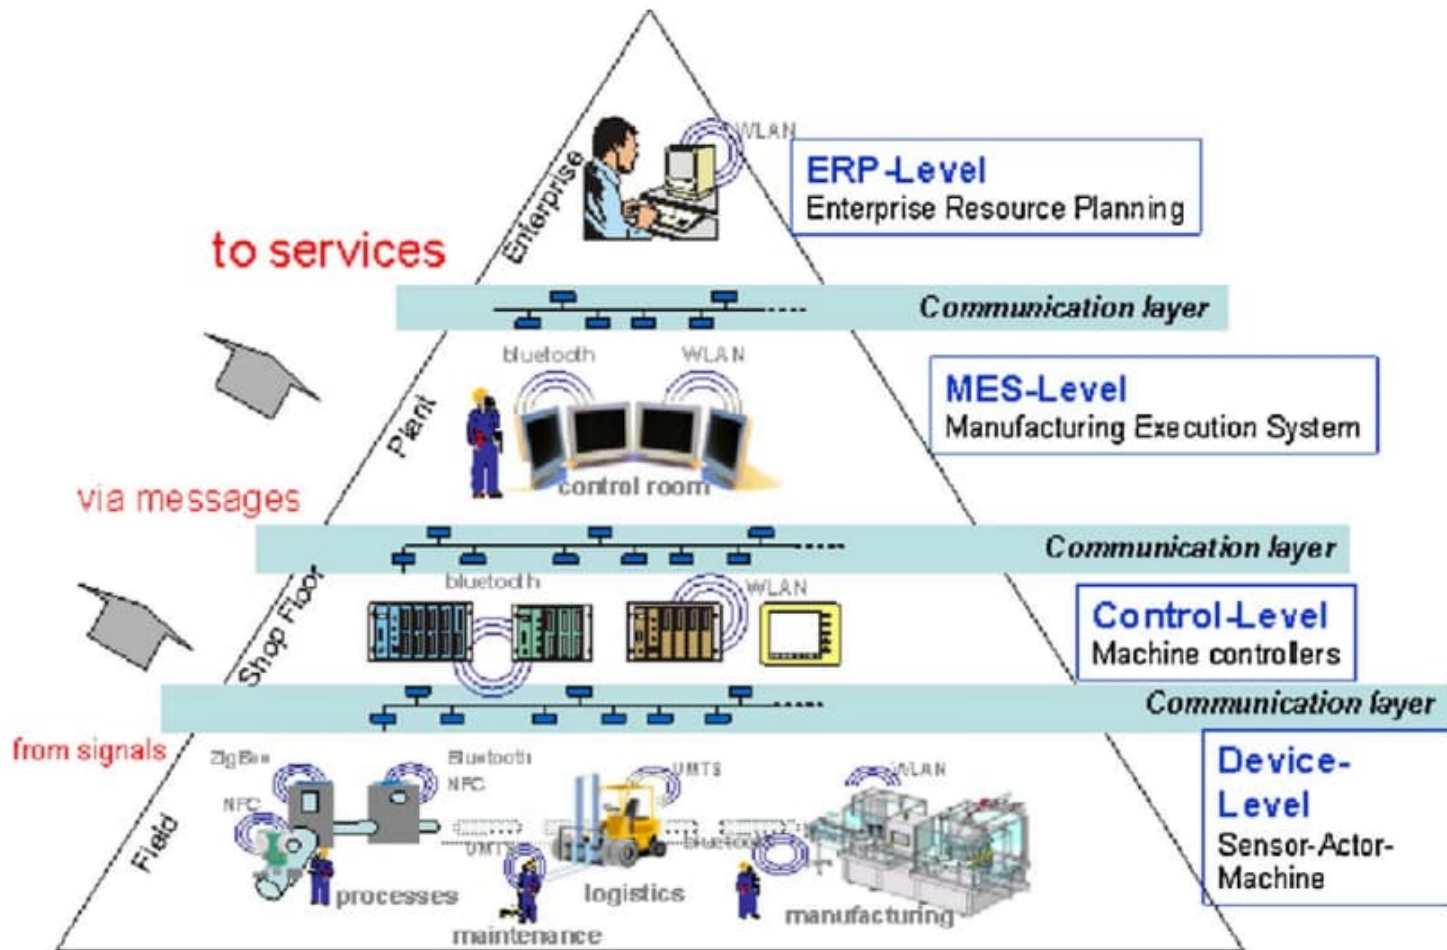 WLAN
ERP-Level
Enterprise Resource Planning
Enterprise
to services
Communication layer
bluetooth
WLAN
MES-Level
Manufacturing Execution System
Plant
control room
via messages
Communication layer
bluetooth
WLAN
Control-Level
Machine controllers
Shop Floor
Communication layer
from signals
ZigBee
Bluetooth
NFC
UMTS
WLAN
Device-
Level
Sensor-Actor-
Machine
NFC
Field
UMTS
bluetooth
processes
logistics
manufacturing
maintenance